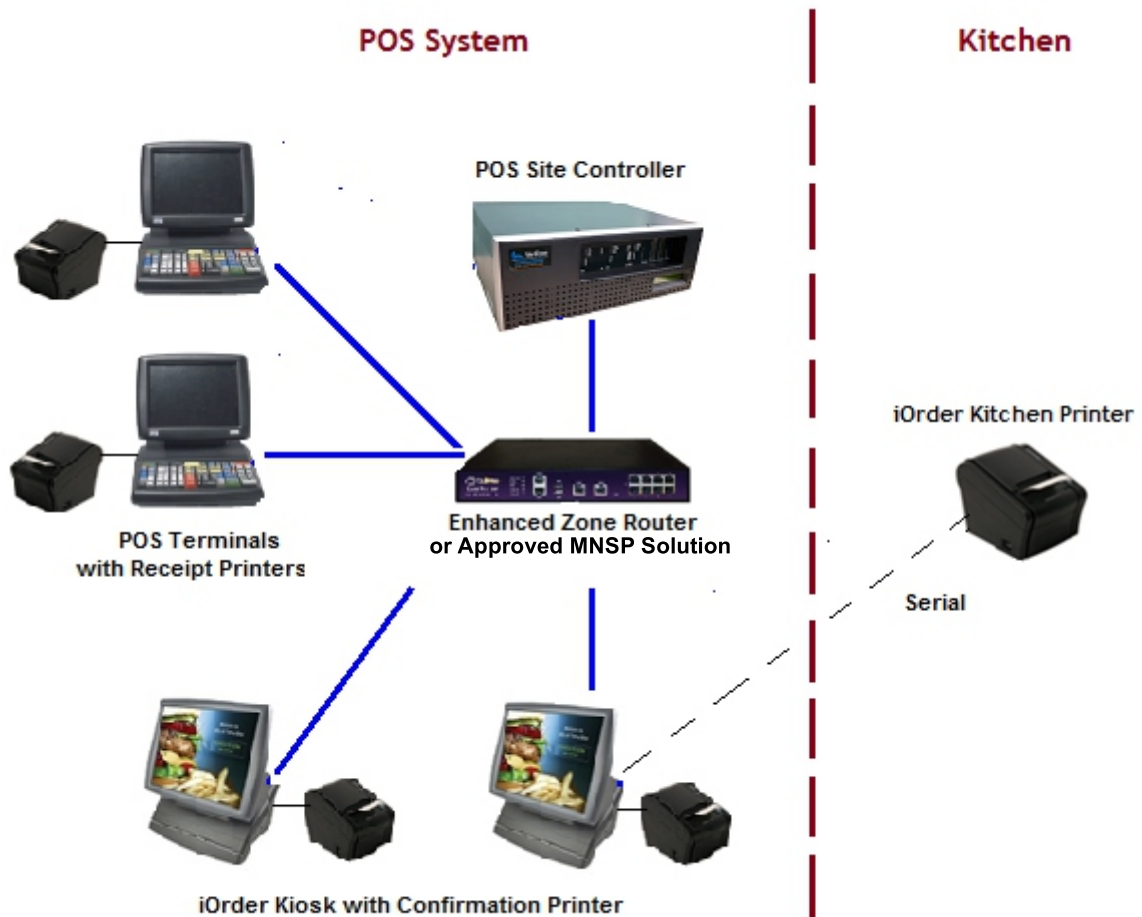 POS System
Kitchen
POS Site Controller
iOrder Kitchen Printer
Enhanced Zone Router
or Approved MNSP Solution
POS Terminals
with Receipt Printers
Serial
iOrder Kiosk with Confirmation Printer